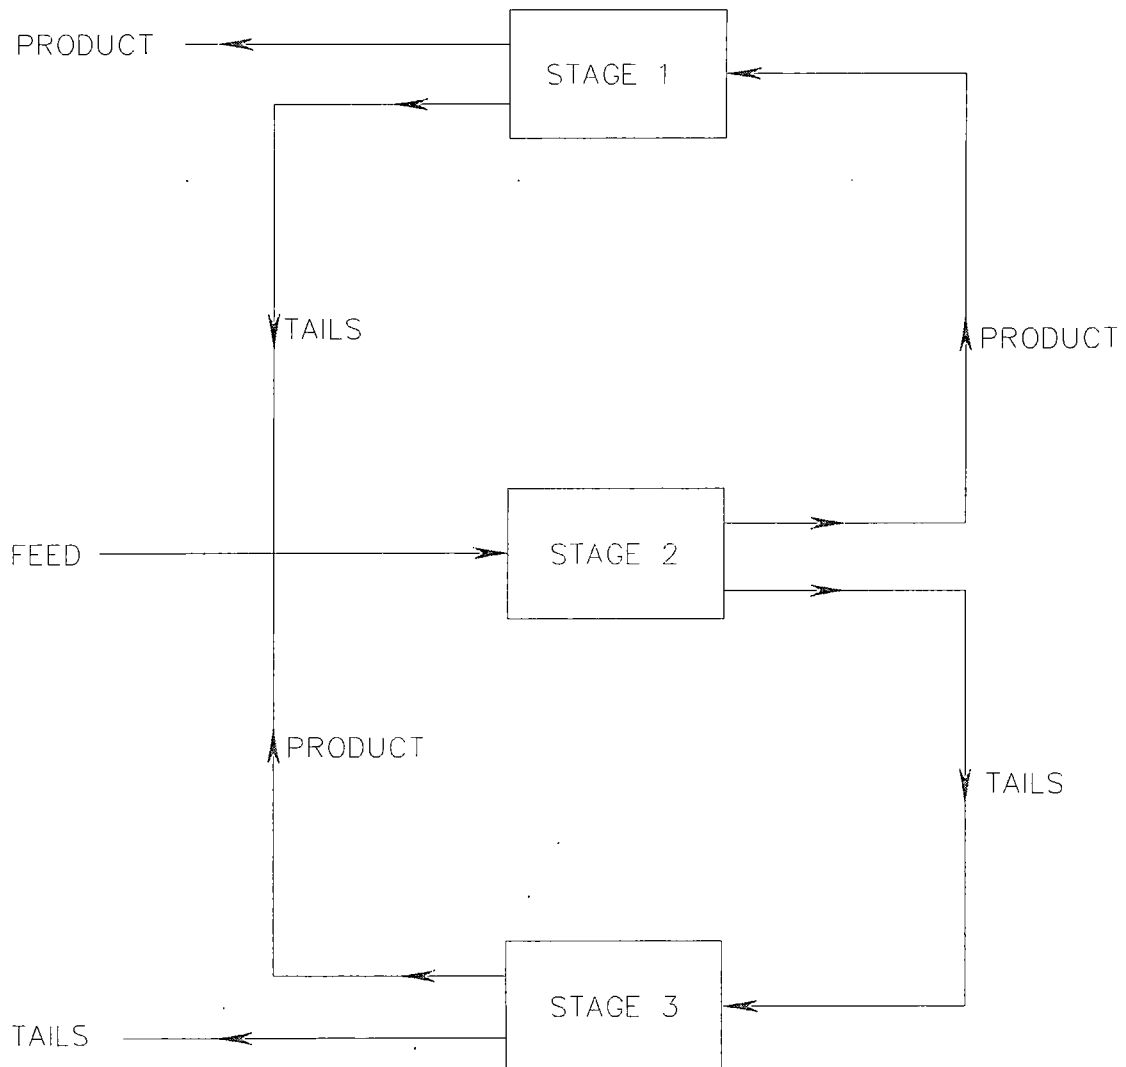 PRODUCT
STAGE 1
TAILS
PRODUCT
FEED
STAGE 2
PRODUCT
TAILS
STAGE 3
TAILS